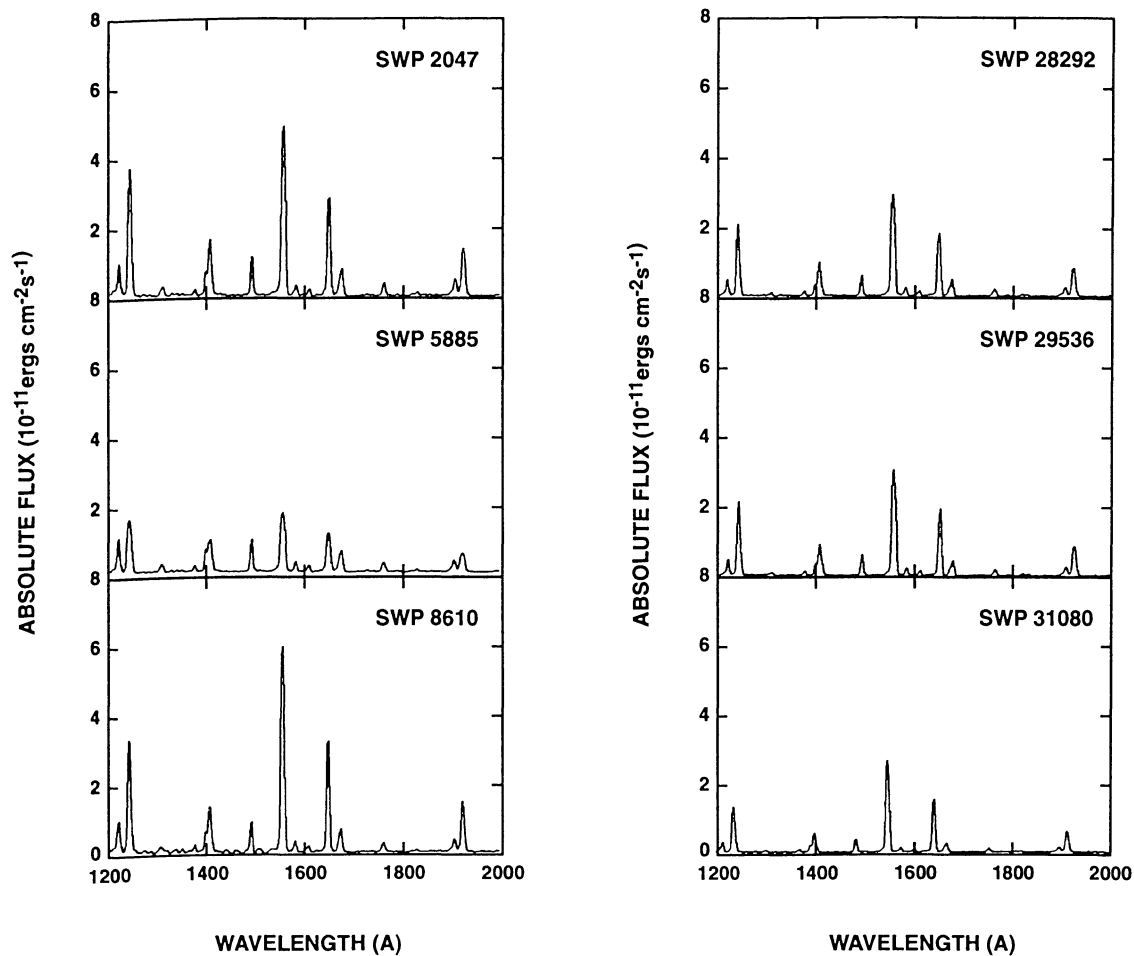 ABSOLUTE FLUX (10-11ergs cm-2s-1)
8
6
4
2
SWP 2047
8
6
4
2
SWP 5885
8
6
4
2
0
SWP 8610
1200 1400 1600 1800 2000
WAVELENGTH (A)
ABSOLUTE FLUX (10-11ergs cm-2s-1)
8
6
4
2
SWP 28292
8
6
4
2
SWP 29536
8
6
4
2
0
SWP 31080
1200 1400 1600 1800 2000
WAVELENGTH (A)